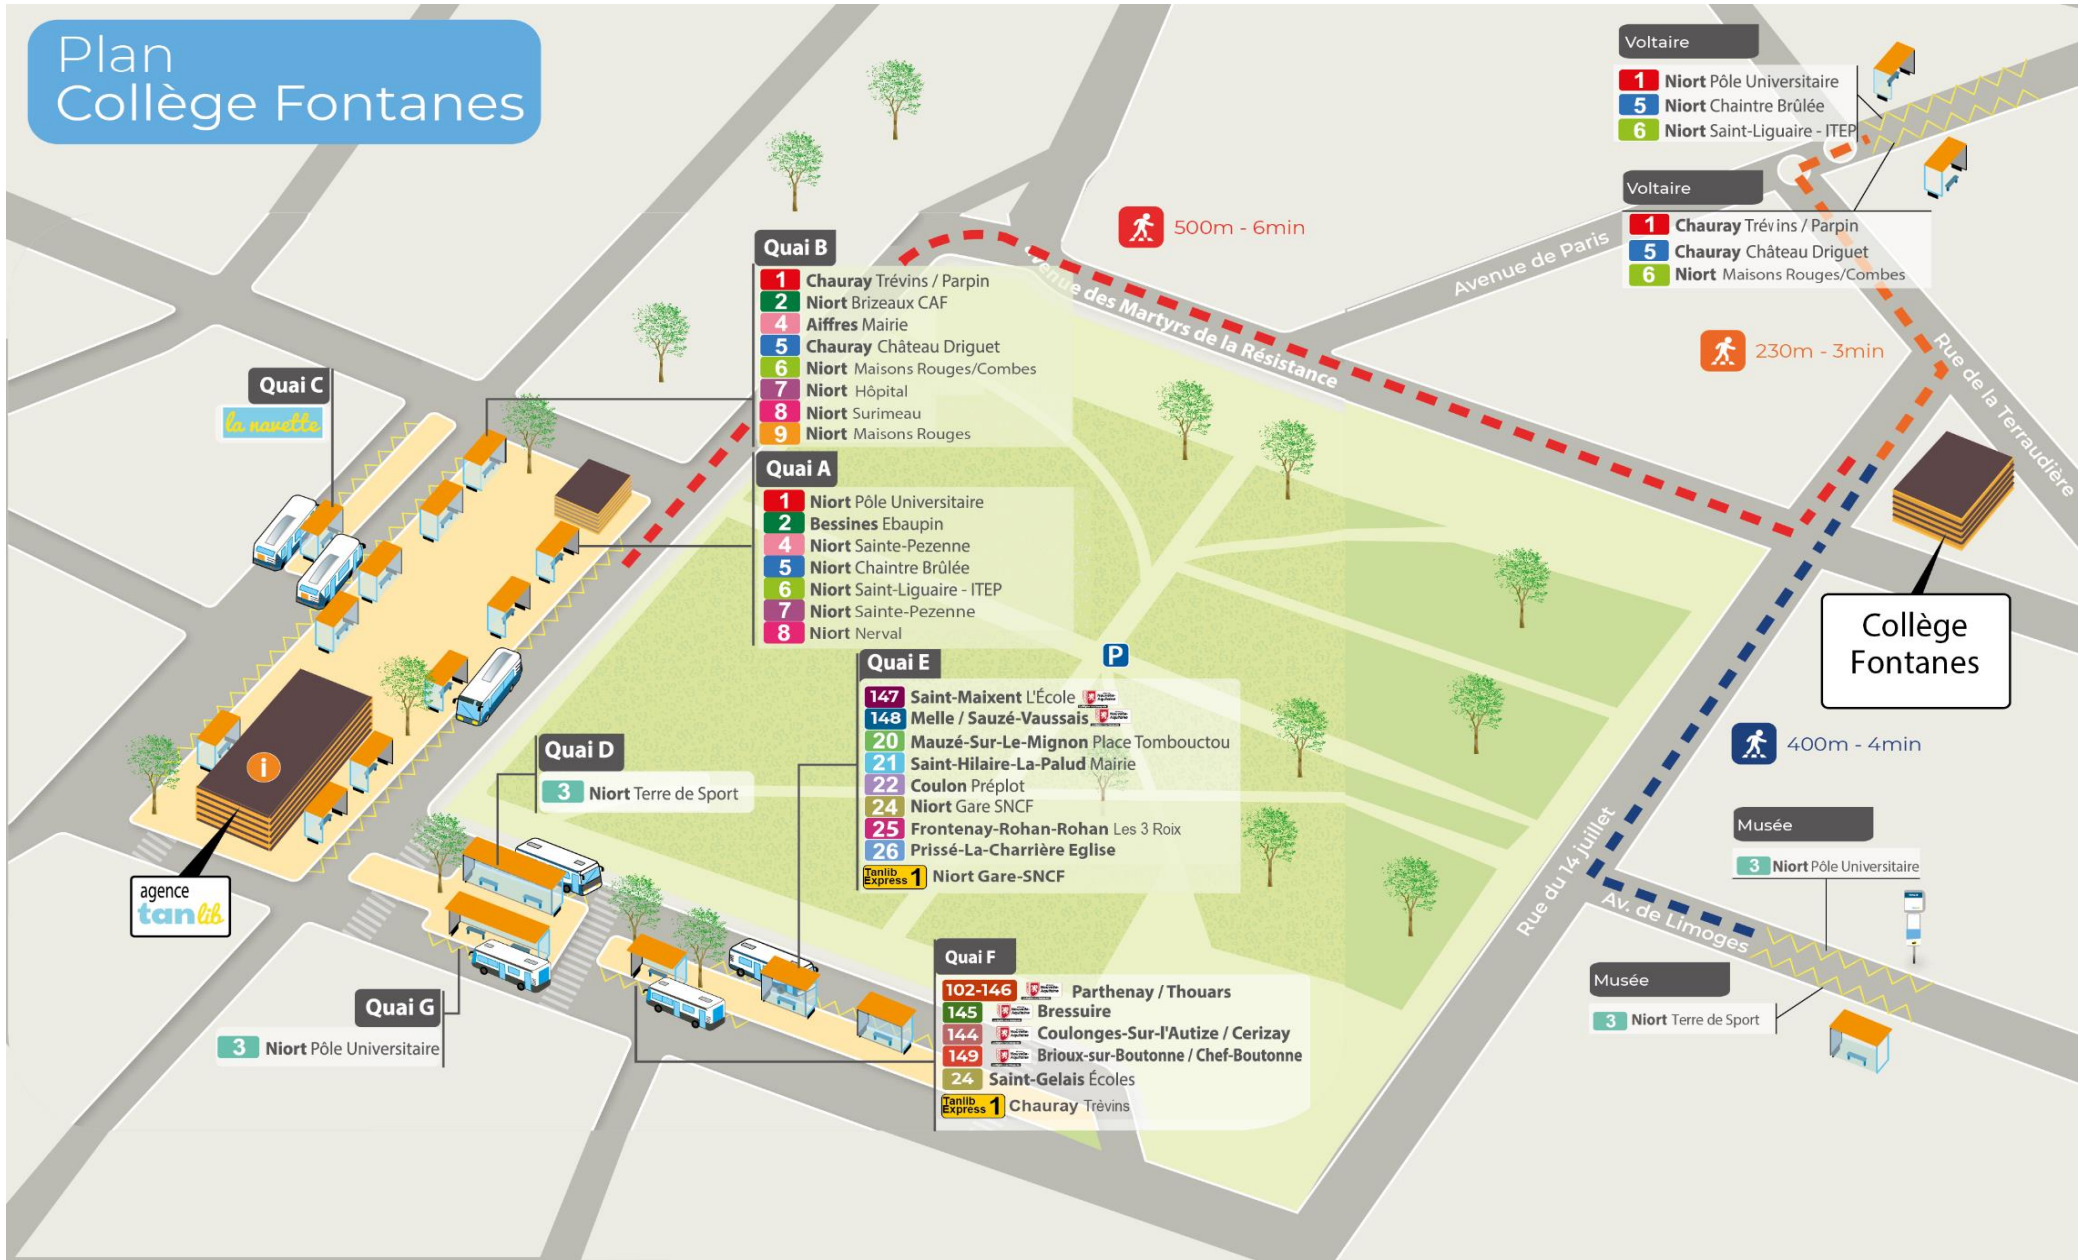 Plan
Collège Fontanes
Voltaire
1 Niort Pôle Universitaire
5 Niort Chaintre Brûlée
6 Niort Saint-Liguaire - ITEP
Voltaire
1 Chauray Trévins / Parpin
5 Chauray Château Driguet
6 Niort Maisons Rouges/Combes
500m - 6min
Avenue de Paris
Avenue des Martyrs de la Résistance
230m - 3min
Rue de la Terraudière
Quai B
1 Chauray Trévins / Parpin
2 Niort Brizeaux CAF
4 Aiffres Mairie
5 Chauray Château Driguet
6 Niort Maisons Rouges/Combes
7 Niort Hôpital
8 Niort Surimeau
9 Niort Maisons Rouges
Quai C
la navette
Quai A
1 Niort Pôle Universitaire
2 Bessines Ebaupin
4 Niort Sainte-Pezenne
5 Niort Chaintre Brûlée
6 Niort Saint-Liguaire - ITEP
7 Niort Sainte-Pezenne
8 Niort Nerval
Collège
Fontanes
P
Quai E
147 Saint-Maixent L'École
148 Melle / Sauzé-Vaussais
20 Mauzé-Sur-Le-Mignon Place Tombouctou
21 Saint-Hilaire-La-Palud Mairie
22 Coulon Préplot
24 Niort Gare SNCF
25 Frontenay-Rohan-Rohan Les 3 Roix
26 Prissé-La-Charrière Eglise
Tanlib Express 1 Niort Gare-SNCF
Quai D
3 Niort Terre de Sport
i
agence
tanlib
400m - 4min
Rue du 14 juillet
Av. de Limoges
Musée
3 Niort Pôle Universitaire
Musée
3 Niort Terre de Sport
Quai F
102-146 Parthenay / Thouars
145 Bressuire
144 Coulonges-Sur-l'Autize / Cerizay
149 Brioux-sur-Boutonne / Chef-Boutonne
24 Saint-Gelais Écoles
Tanlib Express 1 Chauray Trèvins
Quai G
3 Niort Pôle Universitaire